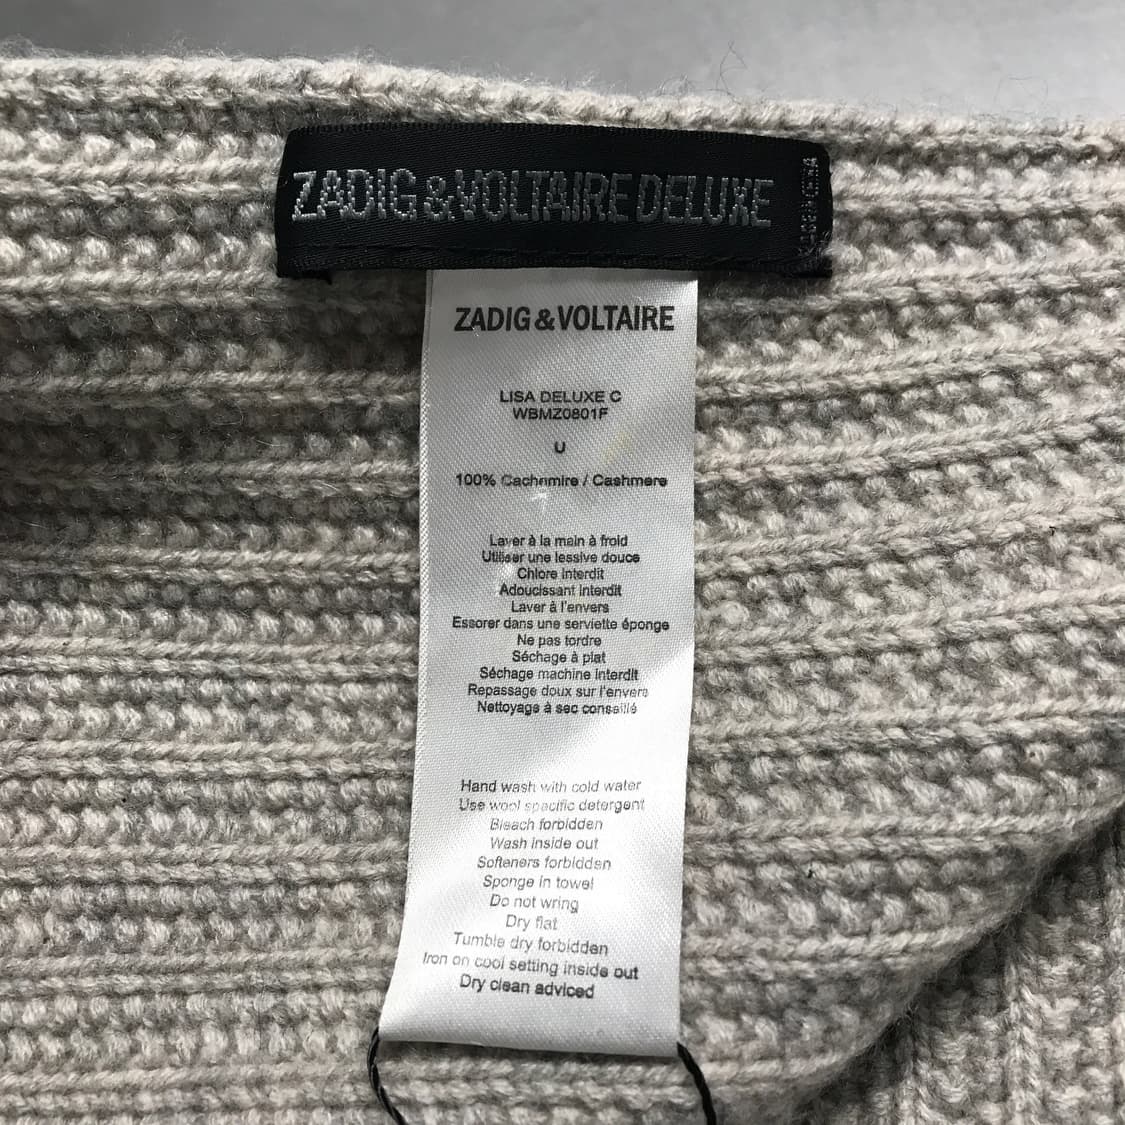 ZADIG&VOLTAIRE DELUXE
ZADIG&VOLTAIRE
LISA DELUXE C
WBMZ0801F
U
100% Cachemire / Cashmere
Laver à la main à froid
Utiliser une lessive douce
Chlore interdit
Adoucissant interdit
Laver à l'envers
Essorer dans une serviette éponge
Ne pas tordre
Séchage à plat
Séchage machine interdit
Repassage doux sur l'envers
Nettoyage à sec conseillé
Hand wash with cold water
Use wool specific detergent
Bleach forbidden
Wash inside out
Softeners forbidden
Sponge in towel
Do not wring
Dry flat
Tumble dry forbidden
Iron on cool setting inside out
Dry clean adviced